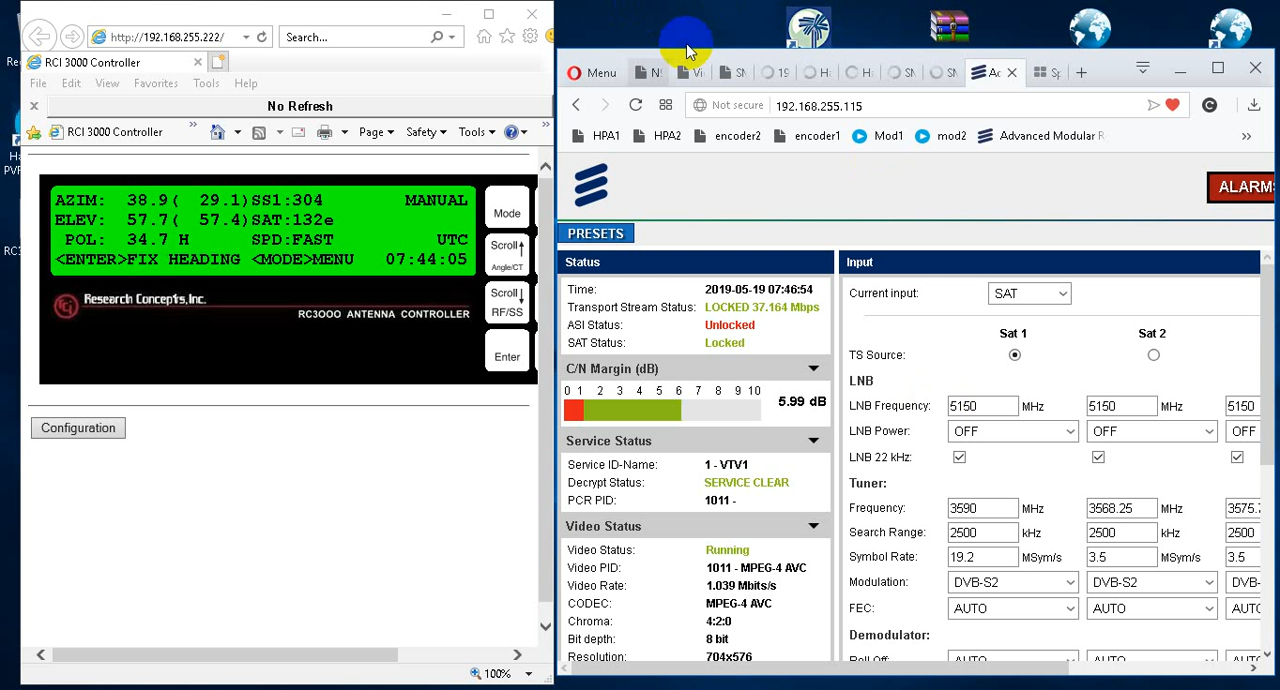 http://192.168.255.222/
Search...
RCI 3000 Controller
File Edit View Favorites Tools Help
No Refresh
RCI 3000 Controller
Page Safety Tools
AZIM: 38.9( 29.1)SS1:304 MANUAL
ELEV: 57.7( 57.4)SAT:132e
POL: 34.7 H SPD:FAST UTC
<ENTER>FIX HEADING <MODE>MENU 07:44:05
Mode
Scroll
Angle/CT
Scroll
RF/SS
Enter
rci Research Concepts, Inc.
RC3000 ANTENNA CONTROLLER
Configuration
100%
Menu
Not secure 192.168.255.115
HPA1 HPA2 encoder2 encoder1 Mod1 mod2 Advanced Modular R
ALARMS
PRESETS
Status
Time: 2019-05-19 07:46:54
Transport Stream Status: LOCKED 37.164 Mbps
ASI Status: Unlocked
SAT Status: Locked
C/N Margin (dB)
0 1 2 3 4 5 6 7 8 9 10
5.99 dB
Service Status
Service ID-Name: 1 - VTV1
Decrypt Status: SERVICE CLEAR
PCR PID: 1011 -
Video Status
Video Status: Running
Video PID: 1011 - MPEG-4 AVC
Video Rate: 1.039 Mbits/s
CODEC: MPEG-4 AVC
Chroma: 4:2:0
Bit depth: 8 bit
Resolution: 704x576
Input
Current input: SAT
Sat 1 Sat 2
TS Source:
LNB
LNB Frequency: 5150 MHz 5150 MHz 5150
LNB Power: OFF OFF OFF
LNB 22 kHz:
Tuner:
Frequency: 3590 MHz 3568.25 MHz 3575.7
Search Range: 2500 kHz 2500 kHz 2500
Symbol Rate: 19.2 MSym/s 3.5 MSym/s 3.5
Modulation: DVB-S2 DVB-S2 DVB-
FEC: AUTO AUTO AUTO
Demodulator:
Roll Off: AUTO AUTO AUTO